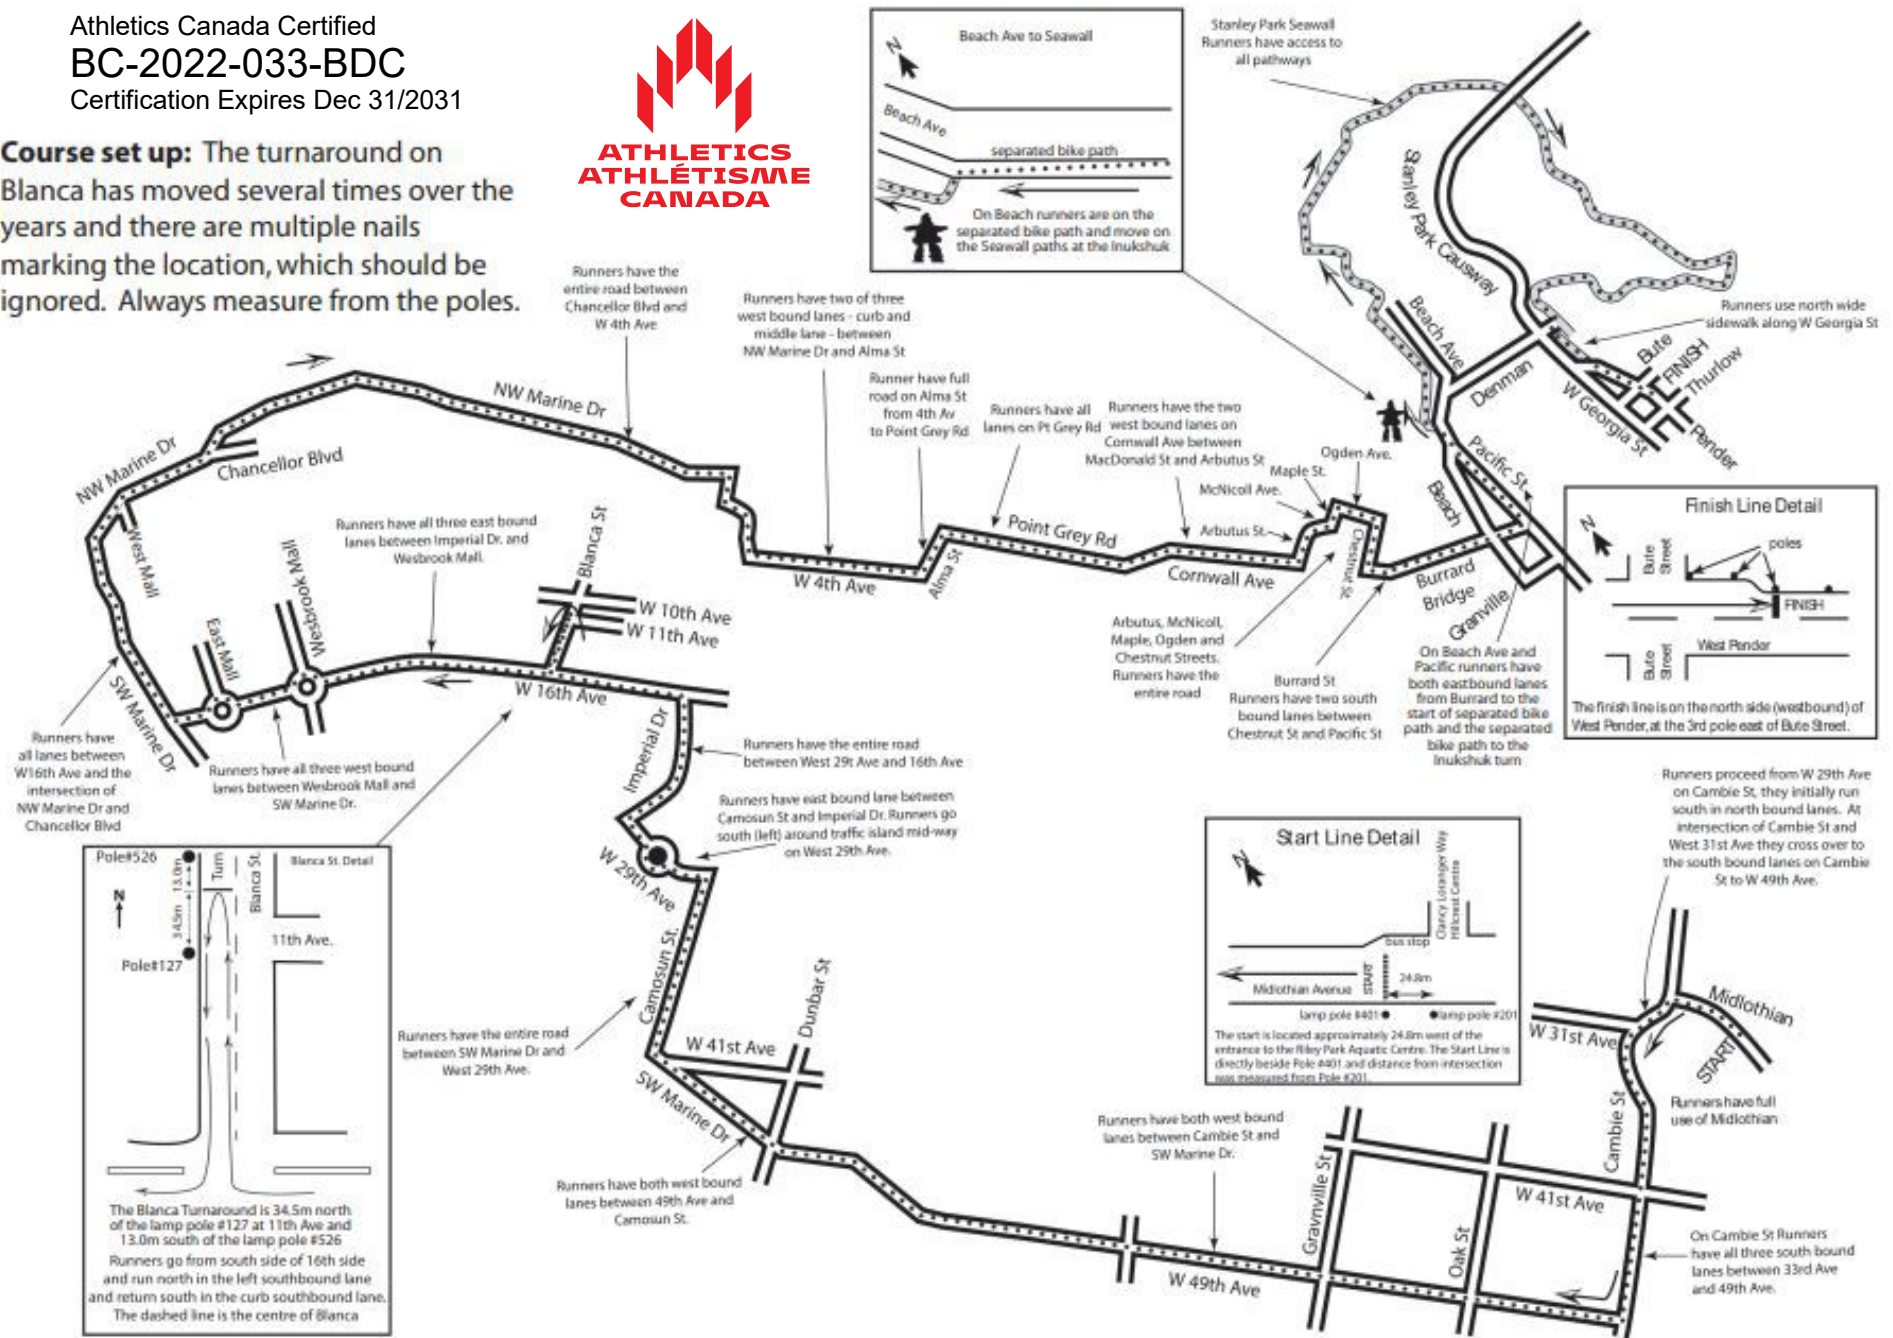 Athletics Canada Certified
BC-2022-033-BDC
Certification Expires Dec 31/2031
Course set up: The turnaround on
Blanca has moved several times over the
years and there are multiple nails
marking the location, which should be
ignored. Always measure from the poles.
ATHLETICS
ATHLÉTISME
CANADA
Beach Ave to Seawall
N
Beach Ave
separated bike path
On Beach runners are on the
separated bike path and move on
the Seawall paths at the Inukshuk
Stanley Park Seawall
Runners have access to
all pathways
Stanley Park Causway
Beach Ave
Denman
W Georgia St
Bute
FINISH
Thurlow
Pender
Runners use north wide
sidewalk along W Georgia St
Runners have the
entire road between
Chancellor Blvd and
W 4th Ave
Runners have two of three
west bound lanes - curb and
middle lane - between
NW Marine Dr and Alma St
Runner have full
road on Alma St
from 4th Av
to Point Grey Rd
Runners have all
lanes on Pt Grey Rd
Runners have the two
west bound lanes on
Cornwall Ave between
MacDonald St and Arbutus St
Ogden Ave.
Maple St.
McNicoll Ave.
Arbutus St
Chestnut St
NW Marine Dr
NW Marine Dr
Chancellor Blvd
West Mall
East Mall
Wesbrook Mall
SW Marine Dr
Runners have all three east bound
lanes between Imperial Dr. and
Wesbrook Mall.
Blanca St
W 10th Ave
W 11th Ave
W 16th Ave
W 4th Ave
Alma St
Point Grey Rd
Cornwall Ave
Burrard
Bridge
Granville
Beach
Pacific St
Arbutus, McNicoll,
Maple, Ogden and
Chestnut Streets.
Runners have the
entire road
Burrard St
Runners have two south
bound lanes between
Chestnut St and Pacific St
On Beach Ave and
Pacific runners have
both eastbound lanes
from Burrard to the
start of separated bike
path and the separated
bike path to the
Inukshuk turn
Finish Line Detail
N
Bute
Street
poles
FINISH
West Pender
Bute
Street
The finish line is on the north side (westbound) of
West Pender, at the 3rd pole east of Bute Street.
Runners have
all lanes between
W16th Ave and the
intersection of
NW Marine Dr and
Chancellor Blvd
Runners have all three west bound
lanes between Wesbrook Mall and
SW Marine Dr.
Imperial Dr
Runners have the entire road
between West 29t Ave and 16th Ave
Runners have east bound lane between
Camosun St and Imperial Dr. Runners go
south (left) around traffic island mid-way
on West 29th Ave.
W 29th Ave
Camosun St.
Runners have the entire road
between SW Marine Dr and
West 29th Ave.
W 41st Ave
Dunbar St
SW Marine Dr
Runners have both west bound
lanes between 49th Ave and
Camosun St.
Pole#526
13.0m
Turn
Blanca St.
Blanca St. Detail
N
34.5m
Pole#127
11th Ave.
The Blanca Turnaround is 34.5m north
of the lamp pole #127 at 11th Ave and
13.0m south of the lamp pole #526
Runners go from south side of 16th side
and run north in the left southbound lane
and return south in the curb southbound lane.
The dashed line is the centre of Blanca
Start Line Detail
N
Clancy Loranger Way
Hillcrest Centre
bus stop
START
24.8m
Midlothian Avenue
lamp pole #401
lamp pole #201
The start is located approximately 24.8m west of the
entrance to the Riley Park Aquatic Centre. The Start Line is
directly beside Pole #401 and distance from intersection
was measured from Pole #201.
Runners proceed from W 29th Ave
on Cambie St, they initially run
south in north bound lanes. At
intersection of Cambie St and
West 31st Ave they cross over to
the south bound lanes on Cambie
St to W 49th Ave.
Midlothian
W 31st Ave
START
Runners have full
use of Midlothian
Cambie St
Runners have both west bound
lanes between Cambie St and
SW Marine Dr.
Gravnville St
Oak St
W 41st Ave
W 49th Ave
On Cambie St Runners
have all three south bound
lanes between 33rd Ave
and 49th Ave.